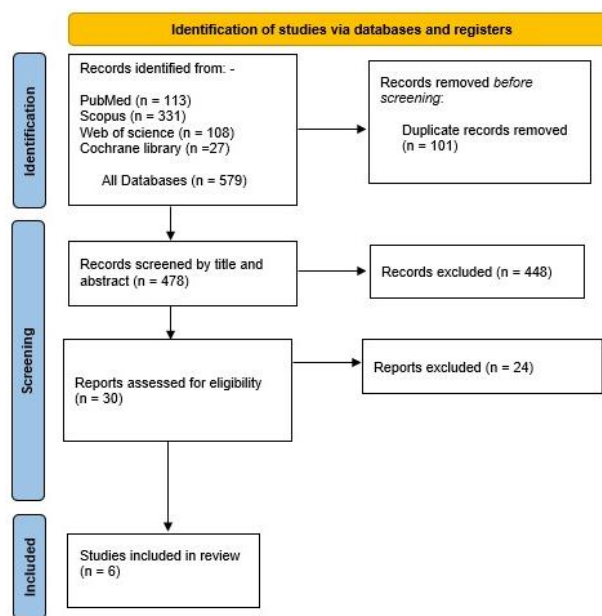 Identification of studies via databases and registers
Identification
Records identified from: -
PubMed (n = 113)
Scopus (n = 331)
Web of science (n = 108)
Cochrane library (n =27)
All Databases (n = 579)
Records removed before
screening:
Duplicate records removed
(n = 101)
Screening
Records screened by title and
abstract (n = 478)
Records excluded (n = 448)
Reports assessed for eligibility
(n = 30)
Reports excluded (n = 24)
Included
Studies included in review
(n = 6)